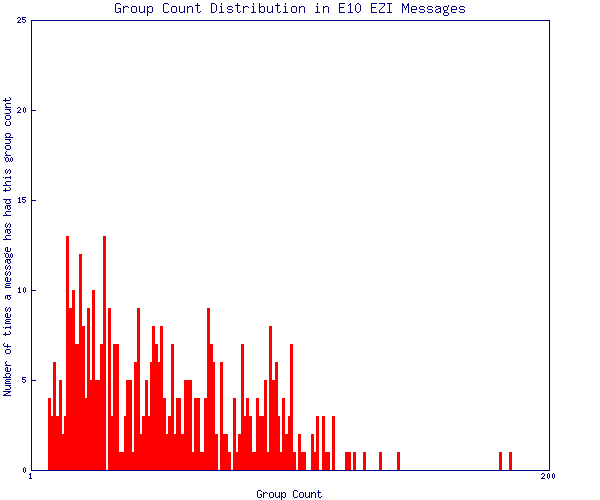 Group Count Distribution in E10 EZI Messages
25
20
15
10
5
0
Number of times a message has had this group count
1
200
Group Count